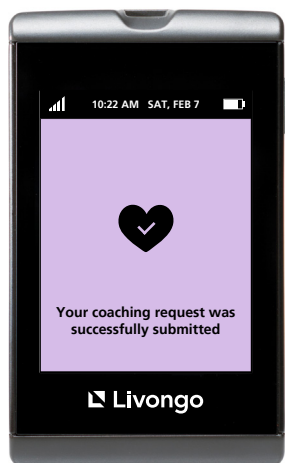 10:22 AM SAT, FEB 7
Your coaching request was
successfully submitted
Livongo